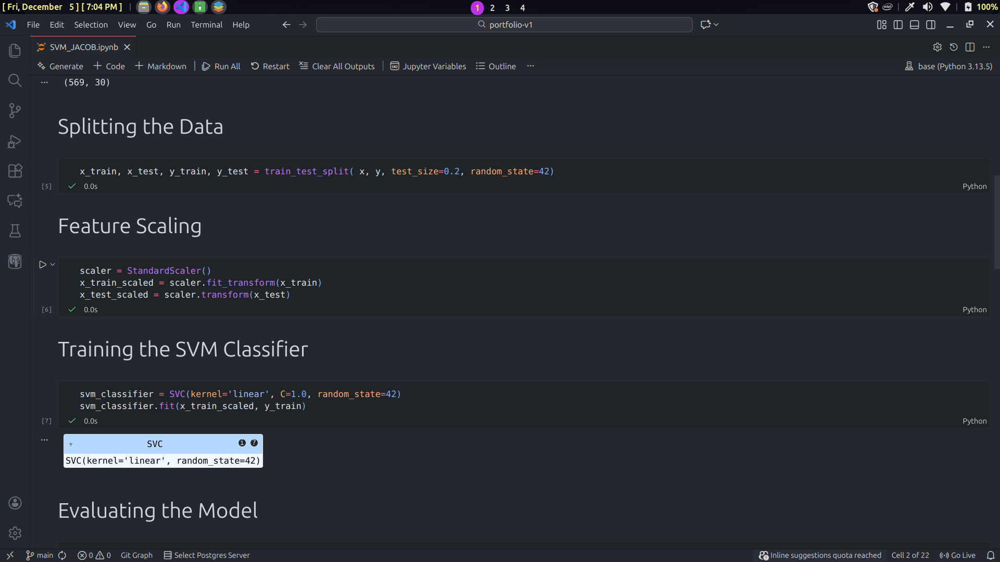 [ Fri, December   5 ] [ 7:04 PM ] |
1 2 3 4
intel | | 100%
File Edit Selection View Go Run Terminal Help
portfolio-v1
SVM_JACOB.ipynb
Generate + Code + Markdown | Run All Restart Clear All Outputs | Jupyter Variables Outline ...
base (Python 3.13.5)
... (569, 30)
Splitting the Data
x_train, x_test, y_train, y_test = train_test_split( x, y, test_size=0.2, random_state=42)
[5] ✓ 0.0s Python
Feature Scaling
scaler = StandardScaler()
x_train_scaled = scaler.fit_transform(x_train)
x_test_scaled = scaler.transform(x_test)
[6] ✓ 0.0s Python
Training the SVM Classifier
svm_classifier = SVC(kernel='linear', C=1.0, random_state=42)
svm_classifier.fit(x_train_scaled, y_train)
[7] ✓ 0.0s Python
... SVC i ?
SVC(kernel='linear', random_state=42)
Evaluating the Model
main 0 0 Git Graph Select Postgres Server Inline suggestions quota reached Cell 2 of 22 Go Live